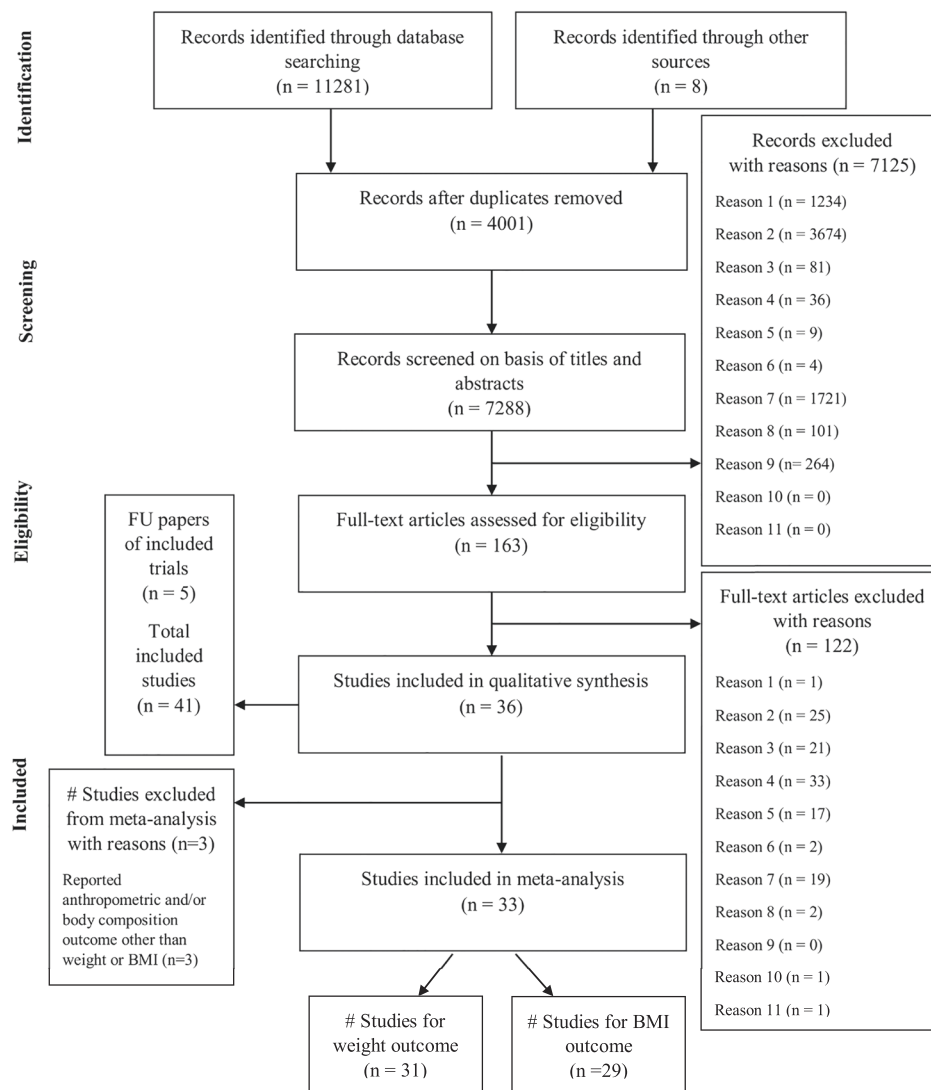 Identification
Records identified through database
searching
(n = 11281)
Records identified through other
sources
(n = 8)
Records after duplicates removed
(n = 4001)
Records excluded
with reasons (n = 7125)
Reason 1 (n = 1234)
Reason 2 (n = 3674)
Reason 3 (n = 81)
Reason 4 (n = 36)
Reason 5 (n = 9)
Reason 6 (n = 4)
Reason 7 (n = 1721)
Reason 8 (n = 101)
Reason 9 (n= 264)
Reason 10 (n = 0)
Reason 11 (n = 0)
Screening
Records screened on basis of titles and
abstracts
(n = 7288)
Eligibility
Full-text articles assessed for eligibility
(n = 163)
FU papers
of included
trials
(n = 5)
Total
included
studies
(n = 41)
Full-text articles excluded
with reasons
(n = 122)
Reason 1 (n = 1)
Reason 2 (n = 25)
Reason 3 (n = 21)
Reason 4 (n = 33)
Reason 5 (n = 17)
Reason 6 (n = 2)
Reason 7 (n = 19)
Reason 8 (n = 2)
Reason 9 (n = 0)
Reason 10 (n = 1)
Reason 11 (n = 1)
Studies included in qualitative synthesis
(n = 36)
Included
# Studies excluded
from meta-analysis
with reasons (n=3)
Reported
anthropometric and/or
body composition
outcome other than
weight or BMI (n=3)
Studies included in meta-analysis
(n = 33)
# Studies for
weight outcome
(n = 31)
# Studies for BMI
outcome
(n =29)